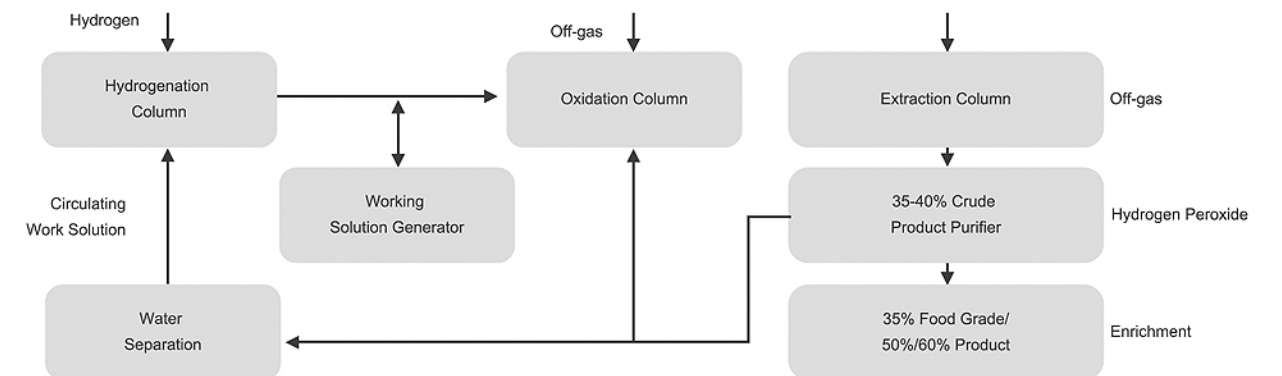 Hydrogen
Off-gas
Hydrogenation
Column
Oxidation Column
Extraction Column
Off-gas
Circulating
Work Solution
Working
Solution Generator
35-40% Crude
Product Purifier
Hydrogen Peroxide
Water
Separation
35% Food Grade/
50%/60% Product
Enrichment